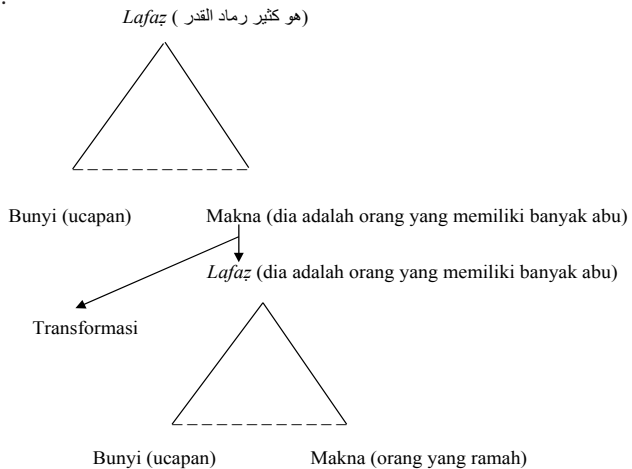 .
Lafaẓ ( هو كثير رماد القدر)
Bunyi (ucapan) Makna (dia adalah orang yang memiliki banyak abu)
Lafaẓ (dia adalah orang yang memiliki banyak abu)
Transformasi
Bunyi (ucapan) Makna (orang yang ramah)